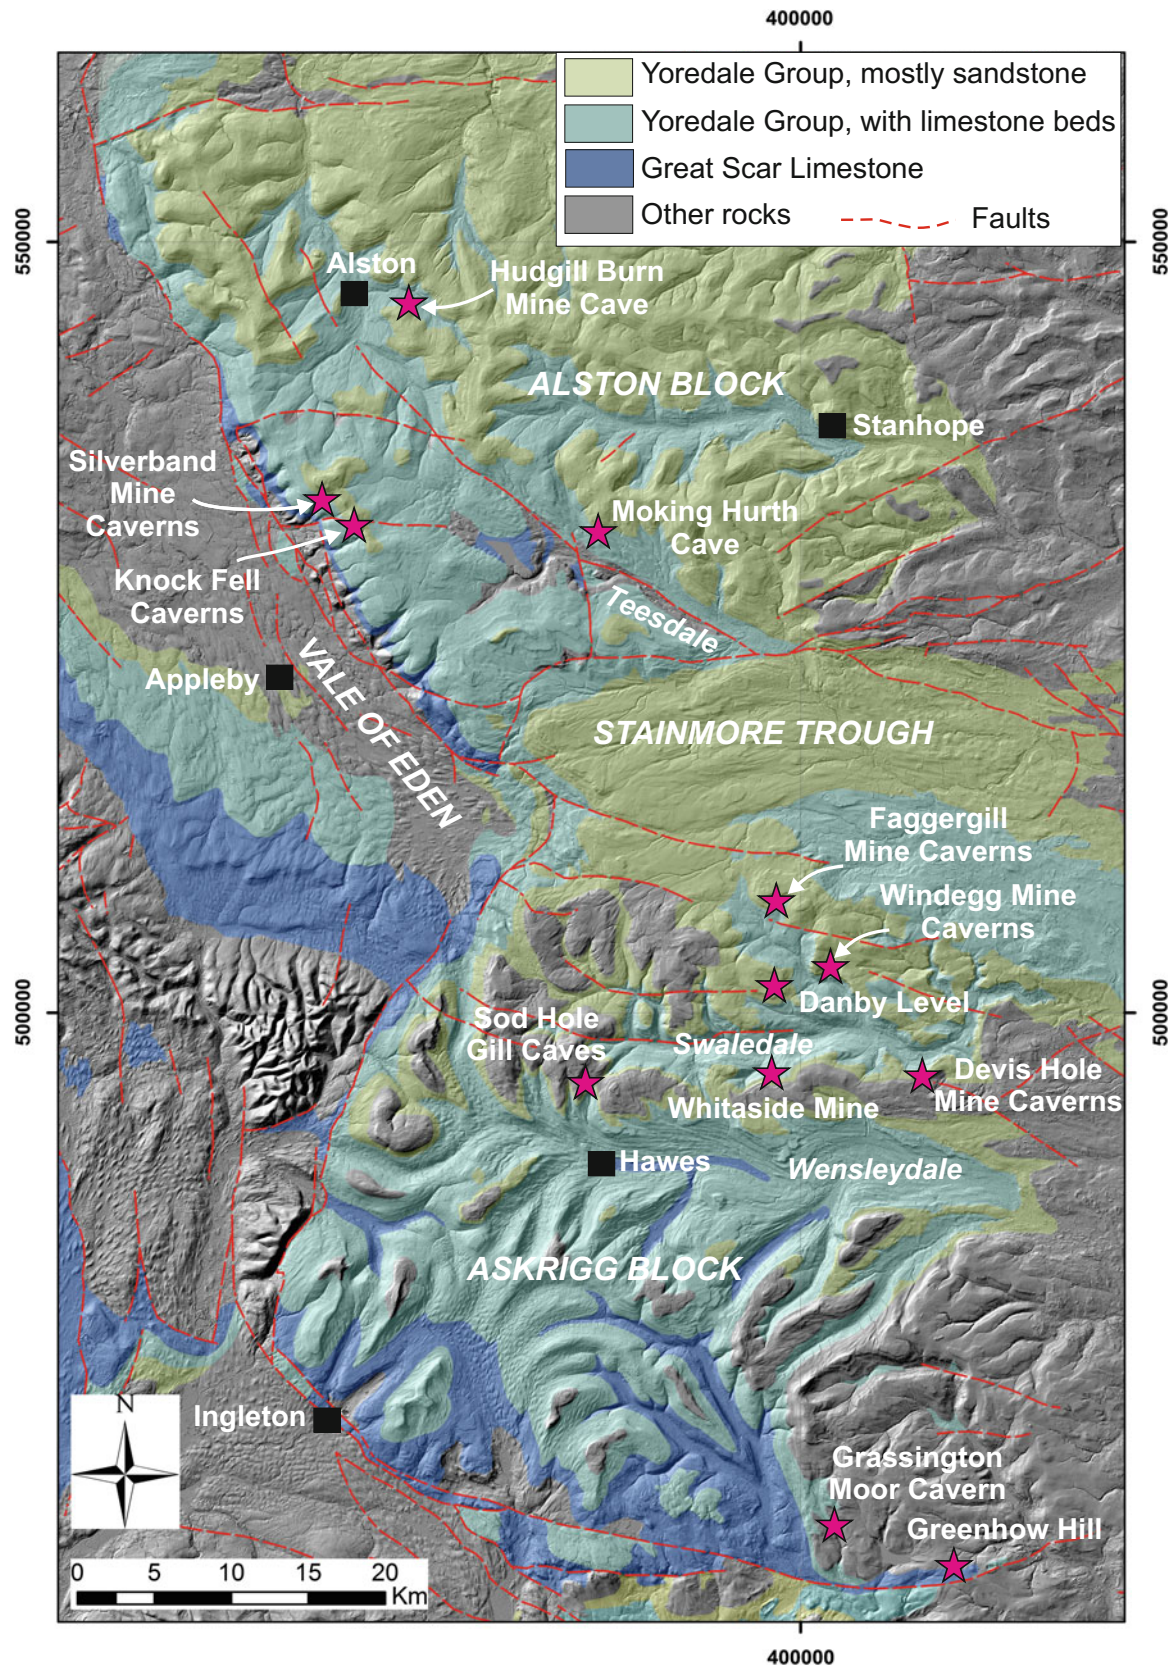 400000
Yoredale Group, mostly sandstone
Yoredale Group, with limestone beds
Great Scar Limestone
Other rocks
Faults
550000
550000
Alston
Hudgill Burn
Mine Cave
ALSTON BLOCK
Stanhope
Silverband
Mine
Caverns
Moking Hurth
Cave
Knock Fell
Caverns
Teesdale
Appleby
VALE OF EDEN
STAINMORE TROUGH
Faggergill
Mine Caverns
Windegg Mine
Caverns
Danby Level
500000
500000
Sod Hole
Gill Caves
Swaledale
Devis Hole
Mine Caverns
Whitaside Mine
Hawes
Wensleydale
ASKRIGG BLOCK
N
Ingleton
Grassington
Moor Cavern
Greenhow Hill
0 5 10 15 20
Km
400000